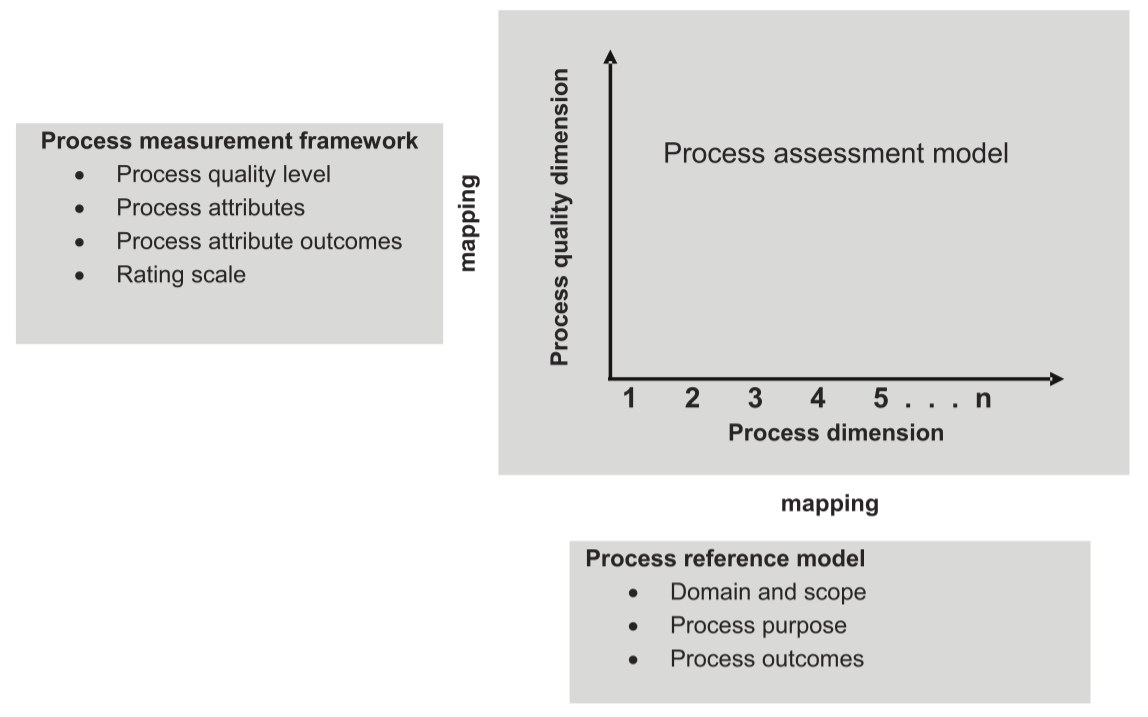 Process measurement framework
• Process quality level
• Process attributes
• Process attribute outcomes
• Rating scale
mapping
Process quality dimension
Process assessment model
1 2 3 4 5 . . . n
Process dimension
mapping
Process reference model
• Domain and scope
• Process purpose
• Process outcomes